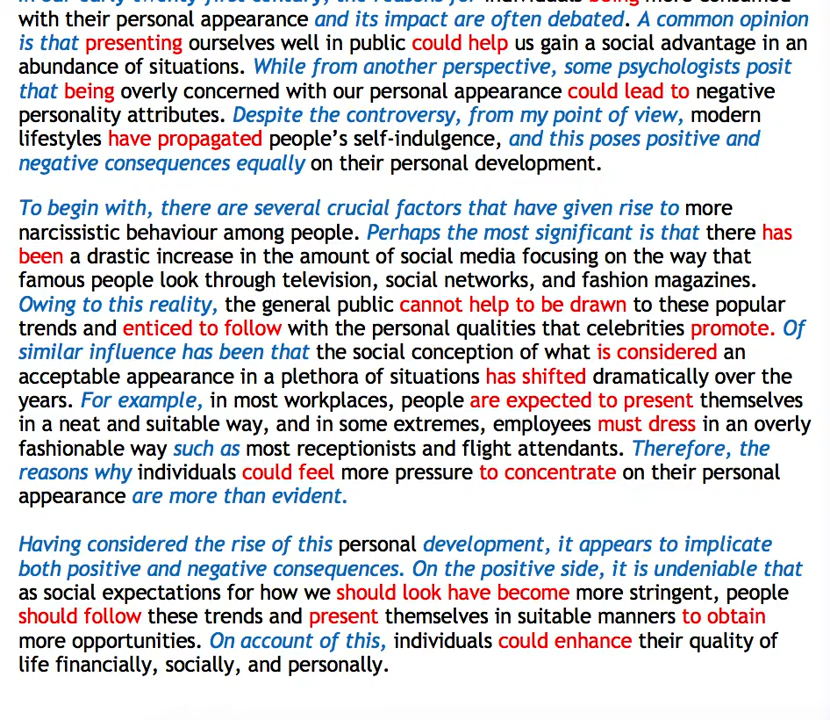 in our early twenty-first century, the reasons for individuals being more consumed
with their personal appearance and its impact are often debated. A common opinion
is that presenting ourselves well in public could help us gain a social advantage in an
abundance of situations. While from another perspective, some psychologists posit
that being overly concerned with our personal appearance could lead to negative
personality attributes. Despite the controversy, from my point of view, modern
lifestyles have propagated people’s self-indulgence, and this poses positive and
negative consequences equally on their personal development.
To begin with, there are several crucial factors that have given rise to more
narcissistic behaviour among people. Perhaps the most significant is that there has
been a drastic increase in the amount of social media focusing on the way that
famous people look through television, social networks, and fashion magazines.
Owing to this reality, the general public cannot help to be drawn to these popular
trends and enticed to follow with the personal qualities that celebrities promote. Of
similar influence has been that the social conception of what is considered an
acceptable appearance in a plethora of situations has shifted dramatically over the
years. For example, in most workplaces, people are expected to present themselves
in a neat and suitable way, and in some extremes, employees must dress in an overly
fashionable way such as most receptionists and flight attendants. Therefore, the
reasons why individuals could feel more pressure to concentrate on their personal
appearance are more than evident.
Having considered the rise of this personal development, it appears to implicate
both positive and negative consequences. On the positive side, it is undeniable that
as social expectations for how we should look have become more stringent, people
should follow these trends and present themselves in suitable manners to obtain
more opportunities. On account of this, individuals could enhance their quality of
life financially, socially, and personally.